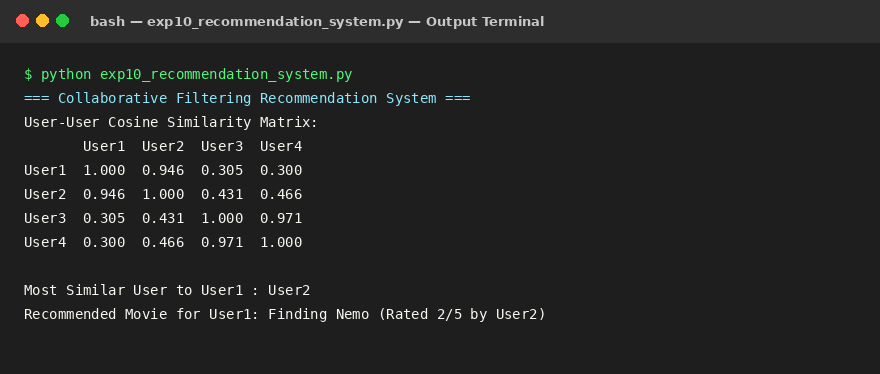 bash — exp10_recommendation_system.py — Output Terminal
$ python exp10_recommendation_system.py
=== Collaborative Filtering Recommendation System ===
User-User Cosine Similarity Matrix:
       User1  User2  User3  User4
User1  1.000  0.946  0.305  0.300
User2  0.946  1.000  0.431  0.466
User3  0.305  0.431  1.000  0.971
User4  0.300  0.466  0.971  1.000
Most Similar User to User1 : User2
Recommended Movie for User1: Finding Nemo (Rated 2/5 by User2)